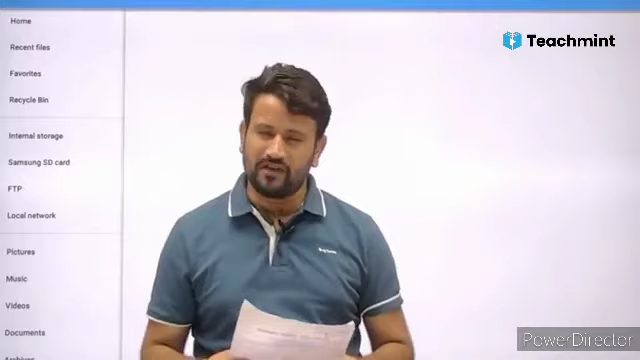 Home
Recent files
Favorites
Recycle Bin
Internal storage
Samsung SD card
FTP
Local network
Pictures
Music
Videos
Documents
Archives
Teachmint
PowerDirector